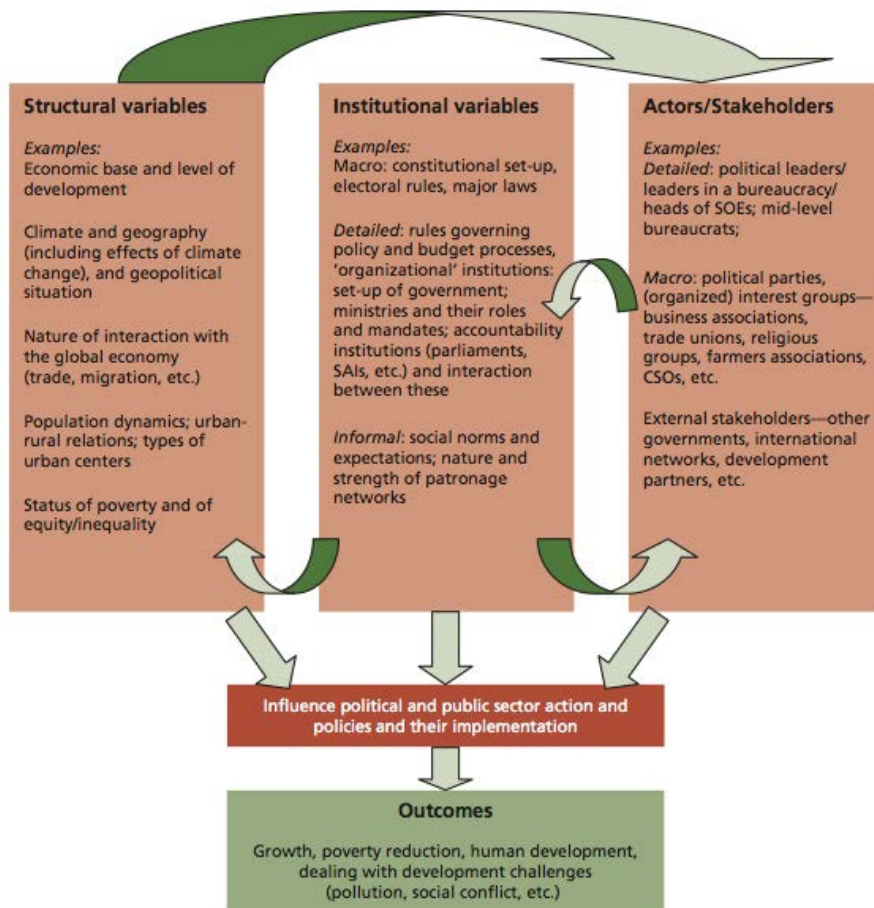 Structural variables
Examples:
Economic base and level of
development
Climate and geography
(including effects of climate
change), and geopolitical
situation
Nature of interaction with
the global economy
(trade, migration, etc.)
Population dynamics; urban-
rural relations; types of
urban centers
Status of poverty and of
equity/inequality
Institutional variables
Examples:
Macro: constitutional set-up,
electoral rules, major laws
Detailed: rules governing
policy and budget processes,
‘organizational’ institutions:
set-up of government;
ministries and their roles
and mandates; accountability
institutions (parliaments,
SAIs, etc.) and interaction
between these
Informal: social norms and
expectations; nature and
strength of patronage
networks
Actors/Stakeholders
Examples:
Detailed: political leaders/
leaders in a bureaucracy/
heads of SOEs; mid-level
bureaucrats;
Macro: political parties,
(organized) interest groups—
business associations,
trade unions, religious
groups, farmers associations,
CSOs, etc.
External stakeholders—other
governments, international
networks, development
partners, etc.
Influence political and public sector action and
policies and their implementation
Outcomes
Growth, poverty reduction, human development,
dealing with development challenges
(pollution, social conflict, etc.)